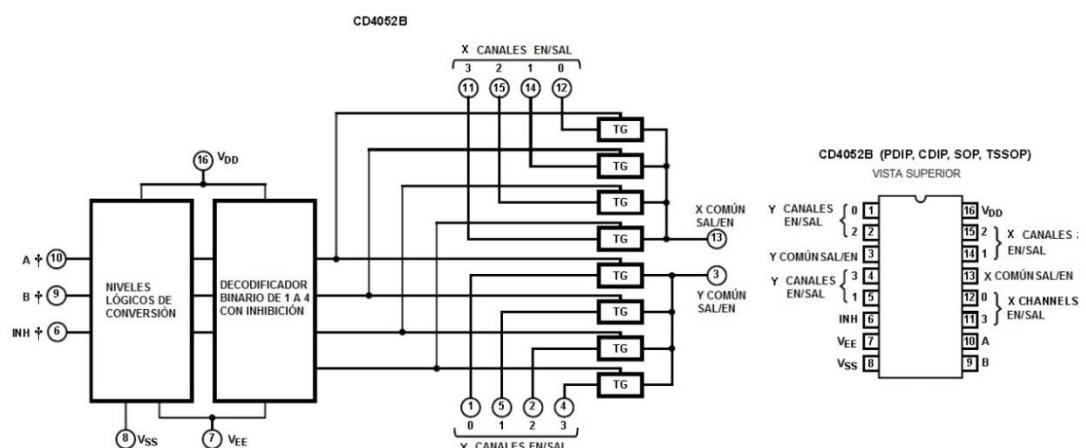 CD4052B
X CANALES EN/SAL
3 2 1 0
11 15 14 12
TG
TG
TG
TG
TG
TG
TG
TG
16 VDD
A † 10
B † 9
INH † 6
NIVELES
LÓGICOS DE
CONVERSIÓN
DECODIFICADOR
BINARIO DE 1 A 4
CON INHIBICIÓN
X COMÚN
SAL/EN
13
3
Y COMÚN
SAL/EN
8 VSS
7 VEE
1 5 2 4
0 1 2 3
Y CANALES EN/SAL
CD4052B (PDIP, CDIP, SOP, TSSOP)
VISTA SUPERIOR
Y CANALES
EN/SAL
0 1
2 2
Y COMÚN SAL/EN 3
Y CANALES
EN/SAL
3 4
1 5
INH 6
VEE 7
VSS 8
16 VDD
15 2
14 1
X CANALES :
EN/SAL
13 X COMÚN SAL/EN
12 0
11 3
X CHANNELS
EN/SAL
10 A
9 B